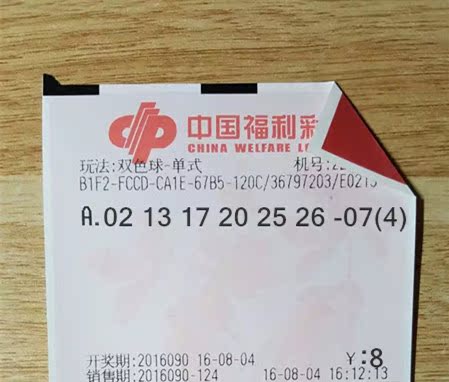 中国福利彩
CHINA WELFARE L
玩法:双色球-单式 机号:
B1F2-FCCD-CA1E-67B5-120C/36797203/E021
A.02 13 17 20 25 26 -07(4)
开奖期:2016090 16-08-04 ¥:8
销售期:2016090-124 16-08-04 16:12:13